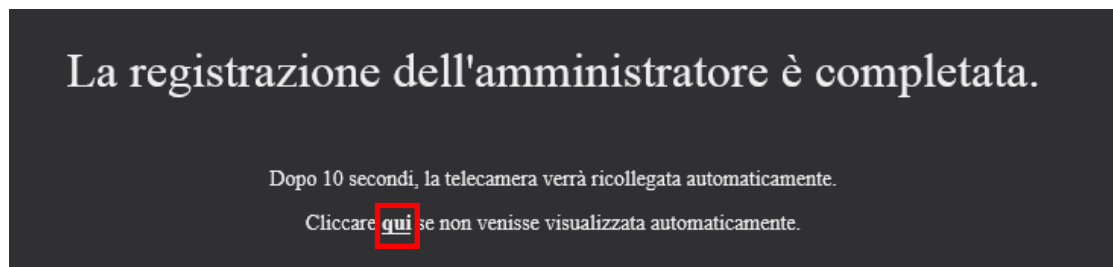 La registrazione dell'amministratore è completata.
Dopo 10 secondi, la telecamera verrà ricollegata automaticamente.
Cliccare qui se non venisse visualizzata automaticamente.